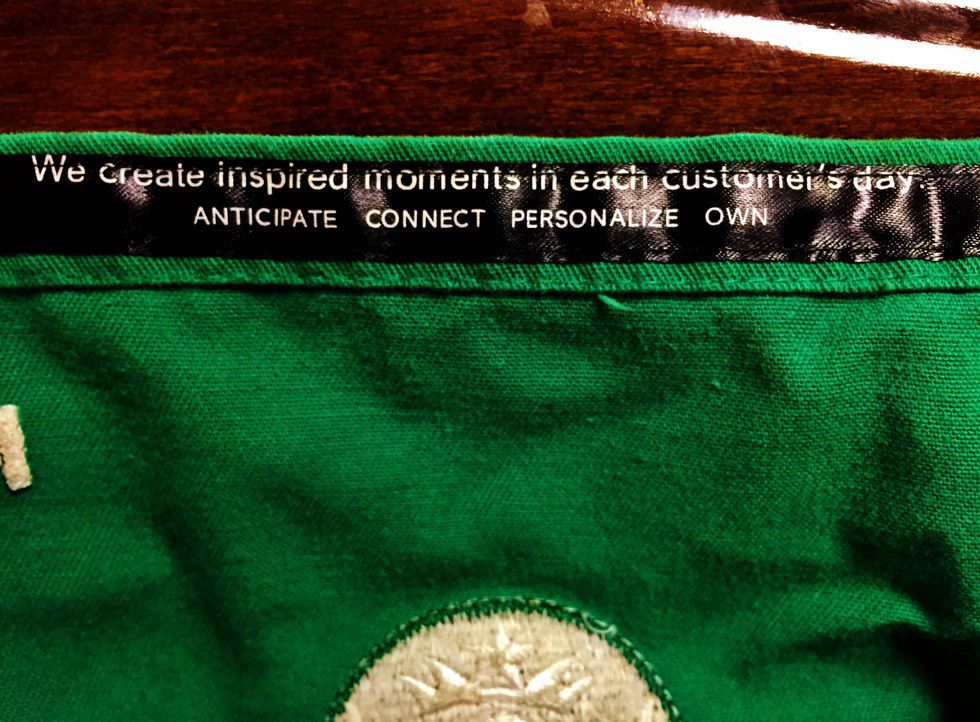 We create inspired moments in each customer's day.
ANTICIPATE CONNECT PERSONALIZE OWN